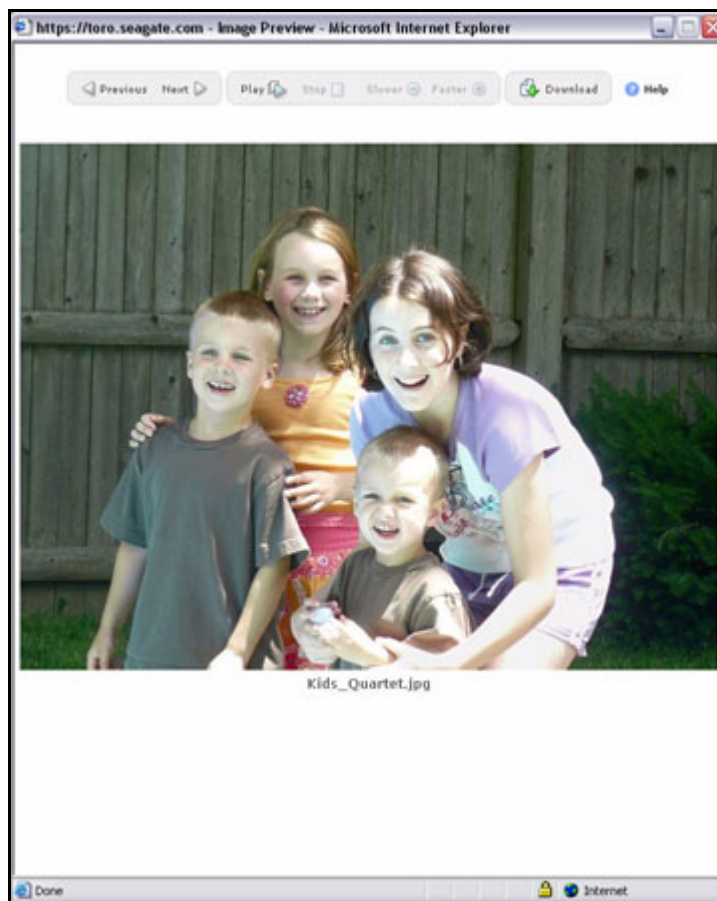 https://toro.seagate.com - Image Preview - Microsoft Internet Explorer
Previous Next Play Stop Slower Faster Download ? Help
Kids_Quartet.jpg
Done Internet